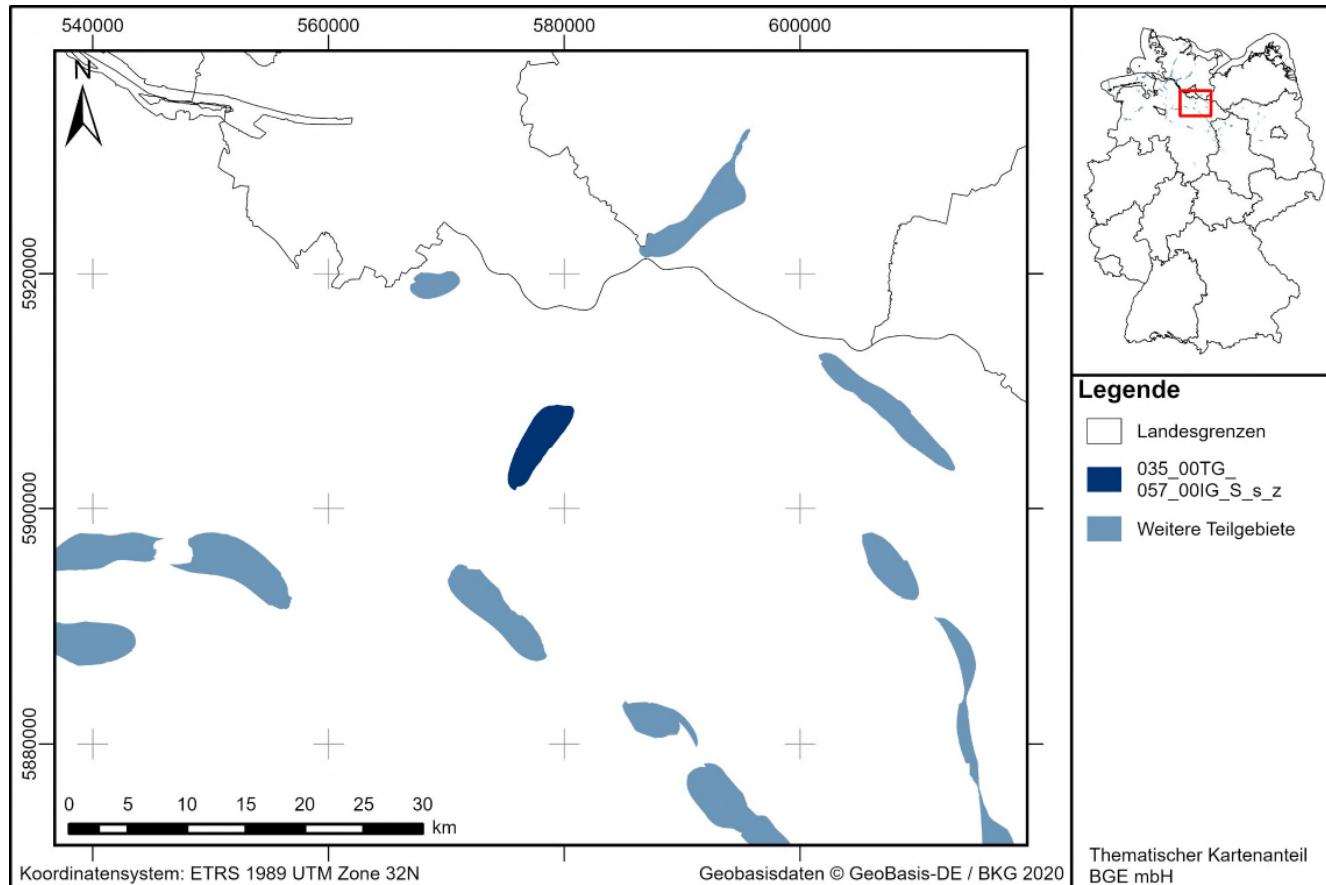 540000 560000 580000 600000
N
5920000
5900000
5880000
0 5 10 15 20 25 30
km
Koordinatensystem: ETRS 1989 UTM Zone 32N
Geobasisdaten © GeoBasis-DE / BKG 2020
Legende
Landesgrenzen
035_00TG_
057_00IG_S_s_z
Weitere Teilgebiete
Thematischer Kartenanteil
BGE mbH